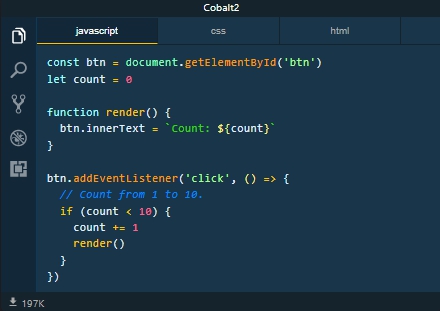 Cobalt2
javascript css html
const btn = document.getElementById('btn')
let count = 0

function render() {
  btn.innerText = `Count: ${count}`
}

btn.addEventListener('click', () => {
  // Count from 1 to 10.
  if (count < 10) {
    count += 1
    render()
  }
})
197K